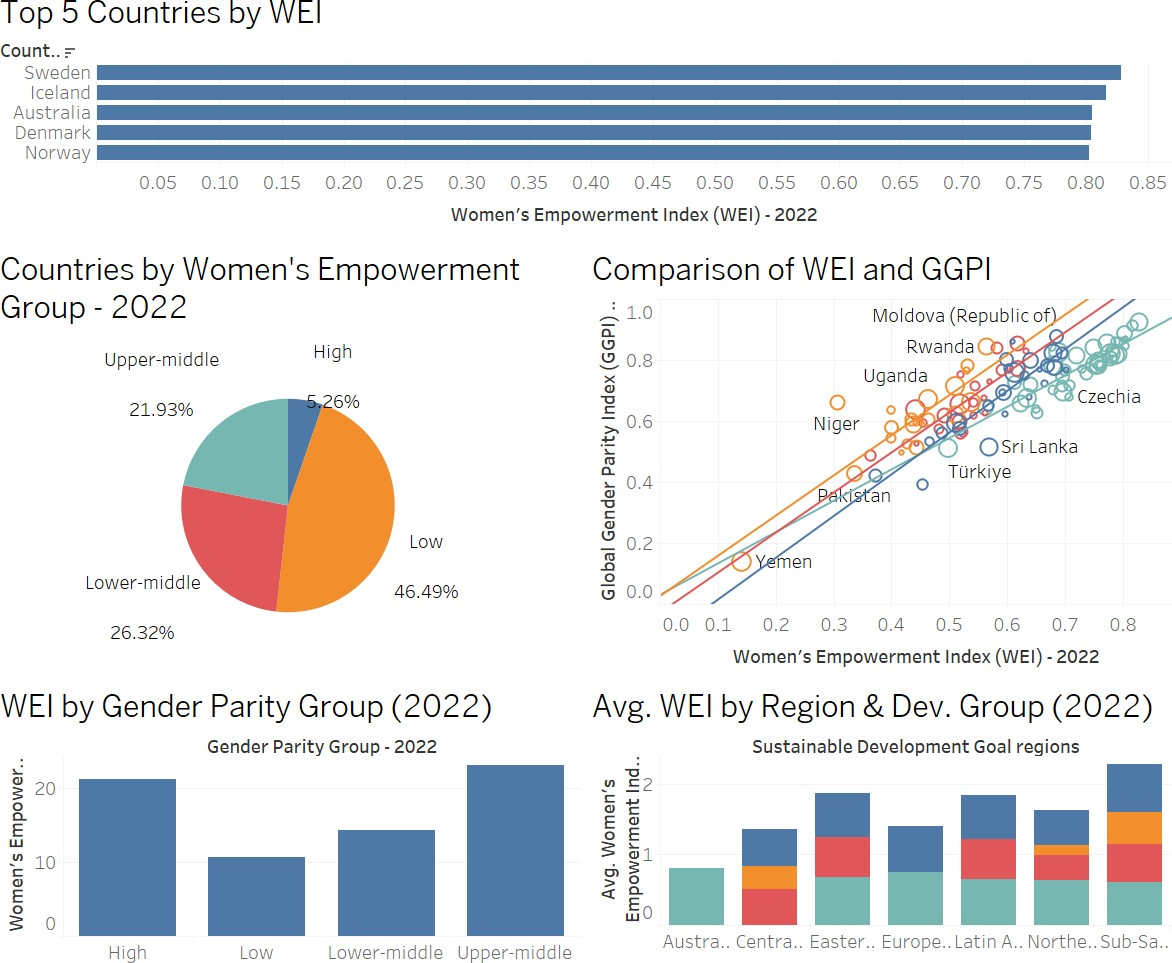 Top 5 Countries by WEI
Count..
Sweden
Iceland
Australia
Denmark
Norway
0.05 0.10 0.15 0.20 0.25 0.30 0.35 0.40 0.45 0.50 0.55 0.60 0.65 0.70 0.75 0.80 0.85
Women's Empowerment Index (WEI) - 2022
Countries by Women's Empowerment
Group - 2022
High
5.26%
Upper-middle
21.93%
Low
46.49%
Lower-middle
26.32%
Comparison of WEI and GGPI
Global Gender Parity Index (GGPI) ..
1.0
0.8
0.6
0.4
0.2
0.0
Moldova (Republic of)
Rwanda
Uganda
Czechia
Niger
Sri Lanka
Türkiye
Pakistan
Yemen
0.0 0.1 0.2 0.3 0.4 0.5 0.6 0.7 0.8
Women's Empowerment Index (WEI) - 2022
WEI by Gender Parity Group (2022)
Gender Parity Group - 2022
Women's Empower..
20
10
0
High Low Lower-middle Upper-middle
Avg. WEI by Region & Dev. Group (2022)
Sustainable Development Goal regions
Avg. Women's
Empowerment Ind..
2
1
0
Austra.. Centra.. Easter.. Europe.. Latin A.. Northe.. Sub-Sa..